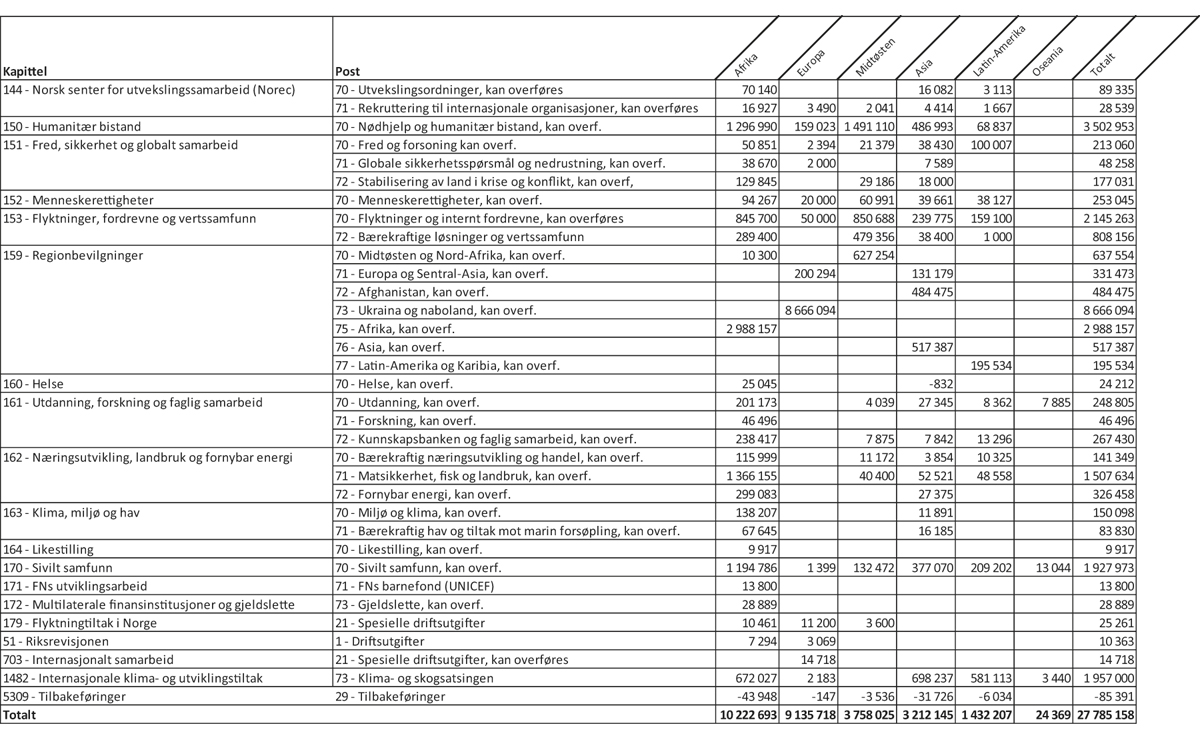 Kapittel Post Afrika Europa Midtøsten Asia Latin-Amerika Oseania Totalt
144 - Norsk senter for utvekslingssamarbeid (Norec) 70 - Utvekslingsordninger, kan overføres 70 140 16 082 3 113 89 335
71 - Rekruttering til internasjonale organisasjoner, kan overføres 16 927 3 490 2 041 4 414 1 667 28 539
150 - Humanitær bistand 70 - Nødhjelp og humanitær bistand, kan overf. 1 296 990 159 023 1 491 110 486 993 68 837 3 502 953
151 - Fred, sikkerhet og globalt samarbeid 70 - Fred og forsoning kan overf. 50 851 2 394 21 379 38 430 100 007 213 060
71 - Globale sikkerhetsspørsmål og nedrustning, kan overf. 38 670 2 000 7 589 48 258
72 - Stabilisering av land i krise og konflikt, kan overf, 129 845 29 186 18 000 177 031
152 - Menneskerettigheter 70 - Menneskerettigheter, kan overf. 94 267 20 000 60 991 39 661 38 127 253 045
153 - Flyktninger, fordrevne og vertssamfunn 70 - Flyktninger og internt fordrevne, kan overføres 845 700 50 000 850 688 239 775 159 100 2 145 263
72 - Bærekraftige løsninger og vertssamfunn 289 400 479 356 38 400 1 000 808 156
159 - Regionbevilgninger 70 - Midtøsten og Nord-Afrika, kan overf. 10 300 627 254 637 554
71 - Europa og Sentral-Asia, kan overf. 200 294 131 179 331 473
72 - Afghanistan, kan overf. 484 475 484 475
73 - Ukraina og naboland, kan overf. 8 666 094 8 666 094
75 - Afrika, kan overf. 2 988 157 2 988 157
76 - Asia, kan overf. 517 387 517 387
77 - Latin-Amerika og Karibia, kan overf. 195 534 195 534
160 - Helse 70 - Helse, kan overf. 25 045 -832 24 212
161 - Utdanning, forskning og faglig samarbeid 70 - Utdanning, kan overf. 201 173 4 039 27 345 8 362 7 885 248 805
71 - Forskning, kan overf. 46 496 46 496
72 - Kunnskapsbanken og faglig samarbeid, kan overf. 238 417 7 875 7 842 13 296 267 430
162 - Næringsutvikling, landbruk og fornybar energi 70 - Bærekraftig næringsutvikling og handel, kan overf. 115 999 11 172 3 854 10 325 141 349
71 - Matsikkerhet, fisk og landbruk, kan overf. 1 366 155 40 400 52 521 48 558 1 507 634
72 - Fornybar energi, kan overf. 299 083 27 375 326 458
163 - Klima, miljø og hav 70 - Miljø og klima, kan overf. 138 207 11 891 150 098
71 - Bærekraftig hav og tiltak mot marin forsøpling, kan overf. 67 645 16 185 83 830
164 - Likestilling 70 - Likestilling, kan overf. 9 917 9 917
170 - Sivilt samfunn 70 - Sivilt samfunn, kan overf. 1 194 786 1 399 132 472 377 070 209 202 13 044 1 927 973
171 - FNs utviklingsarbeid 71 - FNs barnefond (UNICEF) 13 800 13 800
172 - Multilaterale finansinstitusjoner og gjeldslette 73 - Gjeldslette, kan overf. 28 889 28 889
179 - Flyktningtiltak i Norge 21 - Spesielle driftsutgifter 10 461 11 200 3 600 25 261
51 - Riksrevisjonen 1 - Driftsutgifter 7 294 3 069 10 363
703 - Internasjonalt samarbeid 21 - Spesielle driftsutgifter, kan overføres 14 718 14 718
1482 - Internasjonale klima- og utviklingstiltak 73 - Klima- og skogsatsingen 672 027 2 183 698 237 581 113 3 440 1 957 000
5309 - Tilbakeføringer 29 - Tilbakeføringer -43 948 -147 -3 536 -31 726 -6 034 -85 391
Totalt 10 222 693 9 135 718 3 758 025 3 212 145 1 432 207 24 369 27 785 158